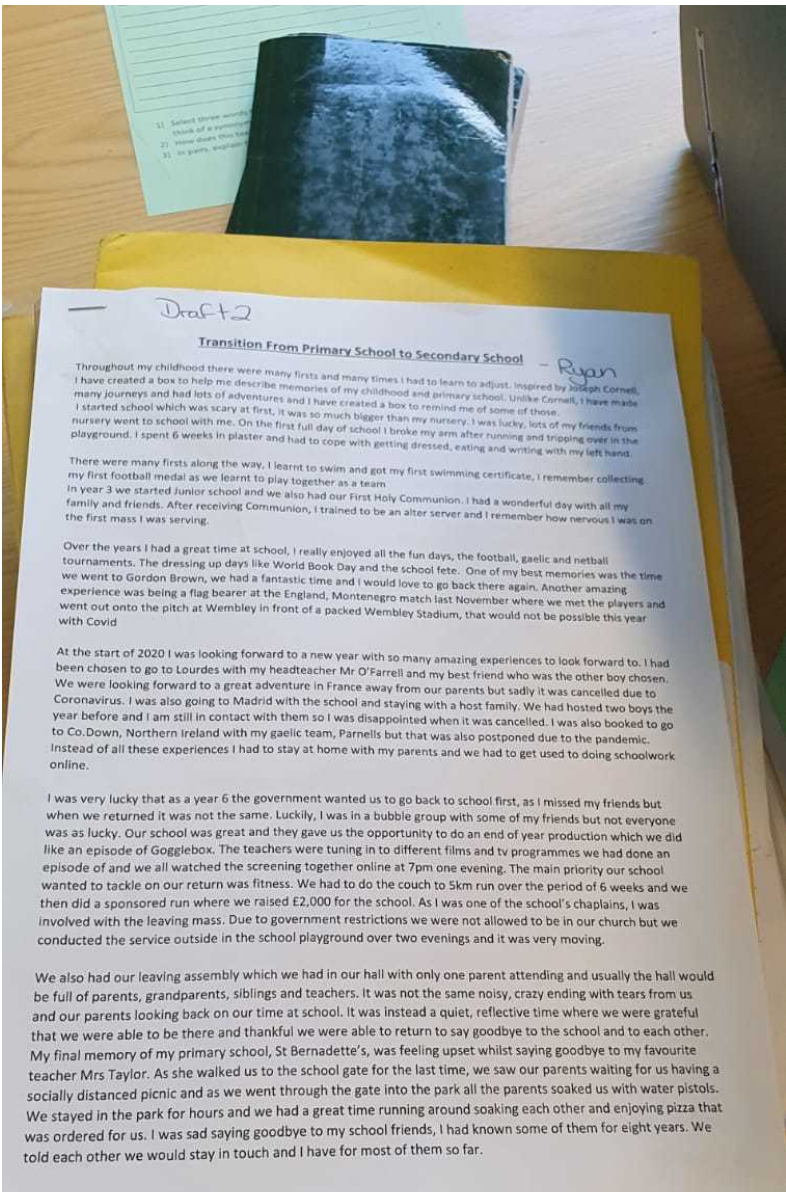 1) Select three words
think of a synonym
2) How does this tea
3) In pairs, explain
Draft 2
Transition From Primary School to Secondary School - Ryan
Throughout my childhood there were many firsts and many times I had to learn to adjust. Inspired by Joseph Cornell,
I have created a box to help me describe memories of my childhood and primary school. Unlike Cornell, I have made
many journeys and had lots of adventures and I have created a box to remind me of some of those.
I started school which was scary at first, it was so much bigger than my nursery. I was lucky, lots of my friends from
nursery went to school with me. On the first full day of school I broke my arm after running and tripping over in the
playground. I spent 6 weeks in plaster and had to cope with getting dressed, eating and writing with my left hand.
There were many firsts along the way, I learnt to swim and got my first swimming certificate, I remember collecting
my first football medal as we learnt to play together as a team
In year 3 we started Junior school and we also had our First Holy Communion. I had a wonderful day with all my
family and friends. After receiving Communion, I trained to be an alter server and I remember how nervous I was on
the first mass I was serving.
Over the years I had a great time at school, I really enjoyed all the fun days, the football, gaelic and netball
tournaments. The dressing up days like World Book Day and the school fete. One of my best memories was the time
we went to Gordon Brown, we had a fantastic time and I would love to go back there again. Another amazing
experience was being a flag bearer at the England, Montenegro match last November where we met the players and
went out onto the pitch at Wembley in front of a packed Wembley Stadium, that would not be possible this year
with Covid
At the start of 2020 I was looking forward to a new year with so many amazing experiences to look forward to. I had
been chosen to go to Lourdes with my headteacher Mr O'Farrell and my best friend who was the other boy chosen.
We were looking forward to a great adventure in France away from our parents but sadly it was cancelled due to
Coronavirus. I was also going to Madrid with the school and staying with a host family. We had hosted two boys the
year before and I am still in contact with them so I was disappointed when it was cancelled. I was also booked to go
to Co.Down, Northern Ireland with my gaelic team, Parnells but that was also postponed due to the pandemic.
Instead of all these experiences I had to stay at home with my parents and we had to get used to doing schoolwork
online.
I was very lucky that as a year 6 the government wanted us to go back to school first, as I missed my friends but
when we returned it was not the same. Luckily, I was in a bubble group with some of my friends but not everyone
was as lucky. Our school was great and they gave us the opportunity to do an end of year production which we did
like an episode of Gogglebox. The teachers were tuning in to different films and tv programmes we had done an
episode of and we all watched the screening together online at 7pm one evening. The main priority our school
wanted to tackle on our return was fitness. We had to do the couch to 5km run over the period of 6 weeks and we
then did a sponsored run where we raised £2,000 for the school. As I was one of the school's chaplains, I was
involved with the leaving mass. Due to government restrictions we were not allowed to be in our church but we
conducted the service outside in the school playground over two evenings and it was very moving.
We also had our leaving assembly which we had in our hall with only one parent attending and usually the hall would
be full of parents, grandparents, siblings and teachers. It was not the same noisy, crazy ending with tears from us
and our parents looking back on our time at school. It was instead a quiet, reflective time where we were grateful
that we were able to be there and thankful we were able to return to say goodbye to the school and to each other.
My final memory of my primary school, St Bernadette's, was feeling upset whilst saying goodbye to my favourite
teacher Mrs Taylor. As she walked us to the school gate for the last time, we saw our parents waiting for us having a
socially distanced picnic and as we went through the gate into the park all the parents soaked us with water pistols.
We stayed in the park for hours and we had a great time running around soaking each other and enjoying pizza that
was ordered for us. I was sad saying goodbye to my school friends, I had known some of them for eight years. We
told each other we would stay in touch and I have for most of them so far.